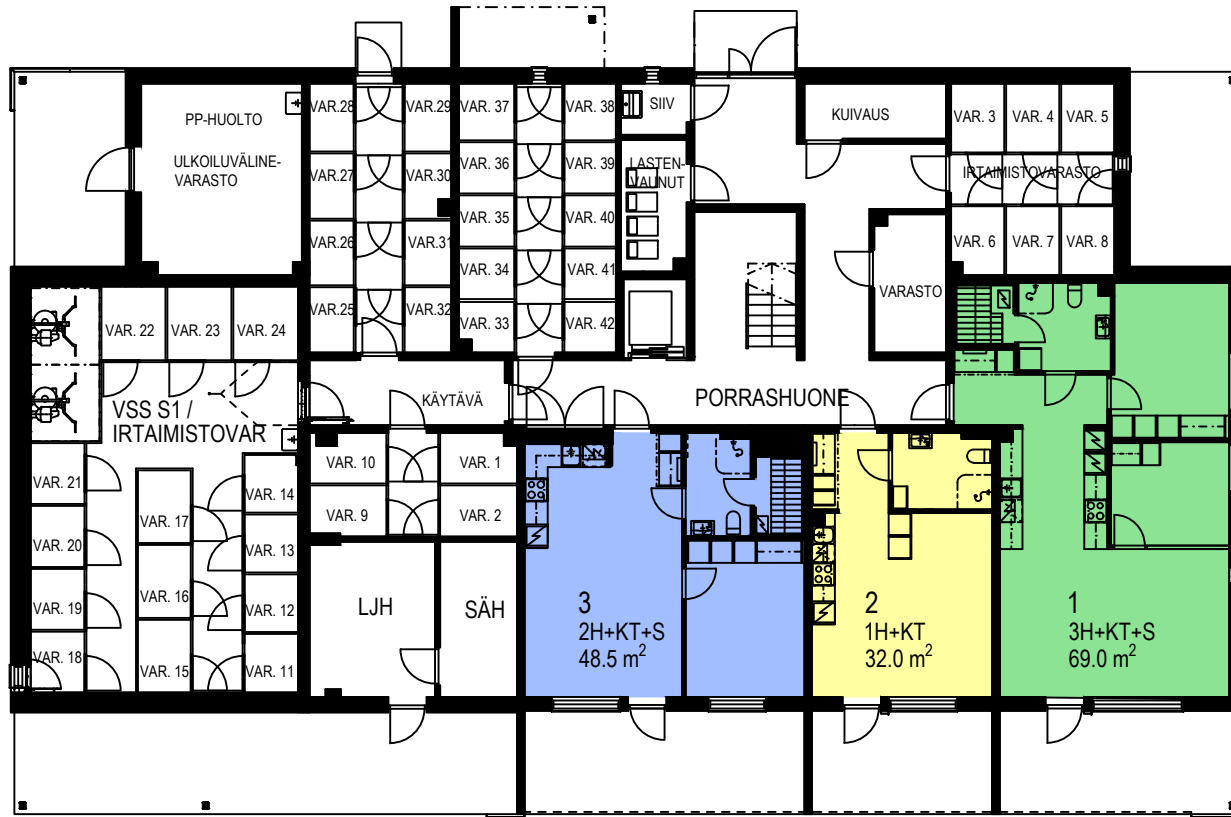 VAR.28
VAR.29
VAR. 37
VAR. 38
SIIV
KUIVAUS
VAR. 3
VAR. 4
VAR. 5
PP-HUOLTO
ULKOILUVÄLINE-
VARASTO
VAR.27
VAR.30
VAR. 36
VAR. 39
LASTEN-
VAUNUT
IRTAIMISTOVARASTO
VAR.26
VAR.31
VAR. 35
VAR. 40
VAR. 6
VAR. 7
VAR. 8
VAR.25
VAR.32
VAR. 34
VAR. 41
VAR. 33
VAR. 42
VARASTO
VAR. 22
VAR. 23
VAR. 24
VSS S1 /
IRTAIMISTOVAR
KÄYTÄVÄ
PORRASHUONE
VAR. 10
VAR. 1
VAR. 9
VAR. 2
VAR. 21
VAR. 14
VAR. 17
VAR. 20
VAR. 13
VAR. 16
VAR. 19
VAR. 12
VAR. 18
VAR. 15
VAR. 11
LJH
SÄH
3
2H+KT+S
48.5 m²
2
1H+KT
32.0 m²
1
3H+KT+S
69.0 m²